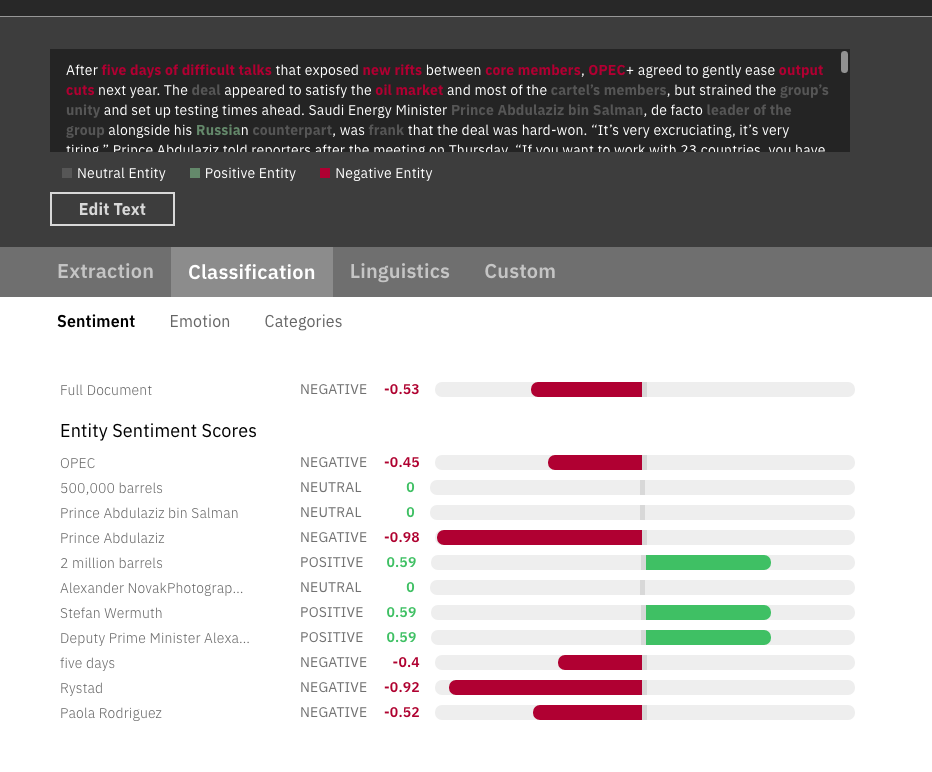 After five days of difficult talks that exposed new rifts between core members, OPEC+ agreed to gently ease output
cuts next year. The deal appeared to satisfy the oil market and most of the cartel's members, but strained the group's
unity and set up testing times ahead. Saudi Energy Minister Prince Abdulaziz bin Salman, de facto leader of the
group alongside his Russian counterpart, was frank that the deal was hard-won. “It’s very excruciating, it’s very
tiring,” Prince Abdulaziz told reporters after the meeting on Thursday. “If you want to work with 23 countries, you have
Neutral Entity Positive Entity Negative Entity
Edit Text
Extraction Classification Linguistics Custom
Sentiment Emotion Categories
Full Document NEGATIVE -0.53
Entity Sentiment Scores
OPEC NEGATIVE -0.45
500,000 barrels NEUTRAL 0
Prince Abdulaziz bin Salman NEUTRAL 0
Prince Abdulaziz NEGATIVE -0.98
2 million barrels POSITIVE 0.59
Alexander NovakPhotograp... NEUTRAL 0
Stefan Wermuth POSITIVE 0.59
Deputy Prime Minister Alexa... POSITIVE 0.59
five days NEGATIVE -0.4
Rystad NEGATIVE -0.92
Paola Rodriguez NEGATIVE -0.52